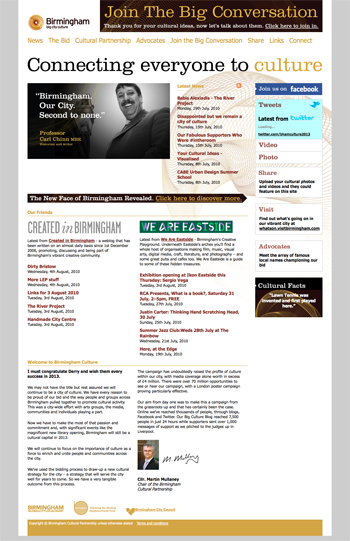 Birmingham
big city culture
Join The Big Conversation
Thank you for your cultural ideas, now let's talk about them. Click here to join in.
News The Bid Cultural Partnership Advocates Join the Big Conversation Share Links Connect
Connecting everyone to culture
"Birmingham.
Our City.
Second to none."
Professor
Carl Chinn MBE
Historian and writer
The New Face of Birmingham Revealed. Click here to discover more.
Latest News
Rabia Alexiadis - The River
Project
Thursday, 29th July, 2010
Disappointed but we remain a
city of culture
Thursday, 15th July, 2010
Our Fabulous Supporters Who
Were #intheroom
Thursday, 15th July, 2010
Your Cultural Ideas -
Visualised
Thursday, 8th July, 2010
CABE Urban Design Summer
School
Thursday, 8th July, 2010
Join us on facebook
Tweets
Latest from twitter
Loading...
twitter.com/bhamculture2013
Video
Photo
Share
Upload your cultural photos
and videos and they could
feature on this site
Visit
Find out what's going on in
our vibrant city at
whatson.visitbirmingham.com
Advocates
Meet the array of famous
local names championing our
bid
Cultural Facts
"Lawn Tennis was
invented and first played
here."
Our Friends
CREATED in BIRMINGHAM
Latest from Created in Birmingham - a weblog that has
been written on an almost daily basis since 1st December
2006, promoting, discussing and being part of
Birmingham's vibrant creative community.
Dirty Bristow
Wednesday, 4th August, 2010
More LEP stuff
Wednesday, 4th August, 2010
Links for 3 August 2010
Tuesday, 3rd August, 2010
The River Project
Tuesday, 3rd August, 2010
Handmade City Centre
Tuesday, 3rd August, 2010
WE ARE EASTSIDE
Latest from We Are Eastside - Birmingham's Creative
Playground. Underneath Eastside's arches you'll find a
whole host of organisations making film, music, visual
arts, digital media, craft, literature, and photography - and
some great pubs and cafes too. We Are Eastside is a guide
to some of these hidden treasures.
Exhibition opening at Ikon Eastside this
Thursday: Sergio Vega
Tuesday, 3rd August, 2010
RCA Presents, What is a book?, Saturday 31
July, 2–5pm, FREE
Tuesday, 27th July, 2010
Justin Carter: Thinking Hand Scratching Head,
30 July
Sunday, 25th July, 2010
Summer Jazz Club:Weds 28th July at The
Rainbow
Wednesday, 21st July, 2010
Here, at the Edge
Monday, 19th July, 2010
Welcome to Birmingham Culture
I must congratulate Derry and wish them every
success in 2013.
We may not have the title but rest assured we will
continue to be a city of culture. We have every reason to
be proud of our bid and the way people and groups across
Birmingham pulled together to promote cultural activity.
This was a city-wide effort with arts groups, the media,
communities and individuals playing a part.
Now we have to make the most of that passion and
commitment and, with significant events like the
magnificent new library opening, Birmingham will still be a
cultural capital in 2013.
We will continue to focus on the importance of culture as a
force to enrich and unite people and communities across
the city.
We've used the bidding process to draw up a new cultural
strategy for the city – a strategy that will serve the city
well for years to come. So we have a very tangible
outcome from this process.
The campaign has undoubtedly raised the profile of culture
within our city, with media coverage alone worth in excess
of £4 million. There were over 70 million opportunities to
see or hear our campaign, with a London poster campaign
proving particularly effective.
Our aim from day one was to make this a campaign from
the grassroots up and that has certainly been the case.
Online we've reached thousands of people, through blogs,
Facebook and Twitter. Our Big Culture Blog reached 7,500
people in just 24 hours while supporters sent over 1,000
messages of support as we pitched to the judges up in
Liverpool.
Cllr. Martin Mullaney
Chair of the Birmingham
Cultural Partnership
BIRMINGHAM
Birmingham City Council
Copyright © Birmingham Cultural Partnership unless otherwise stated Terms and conditions